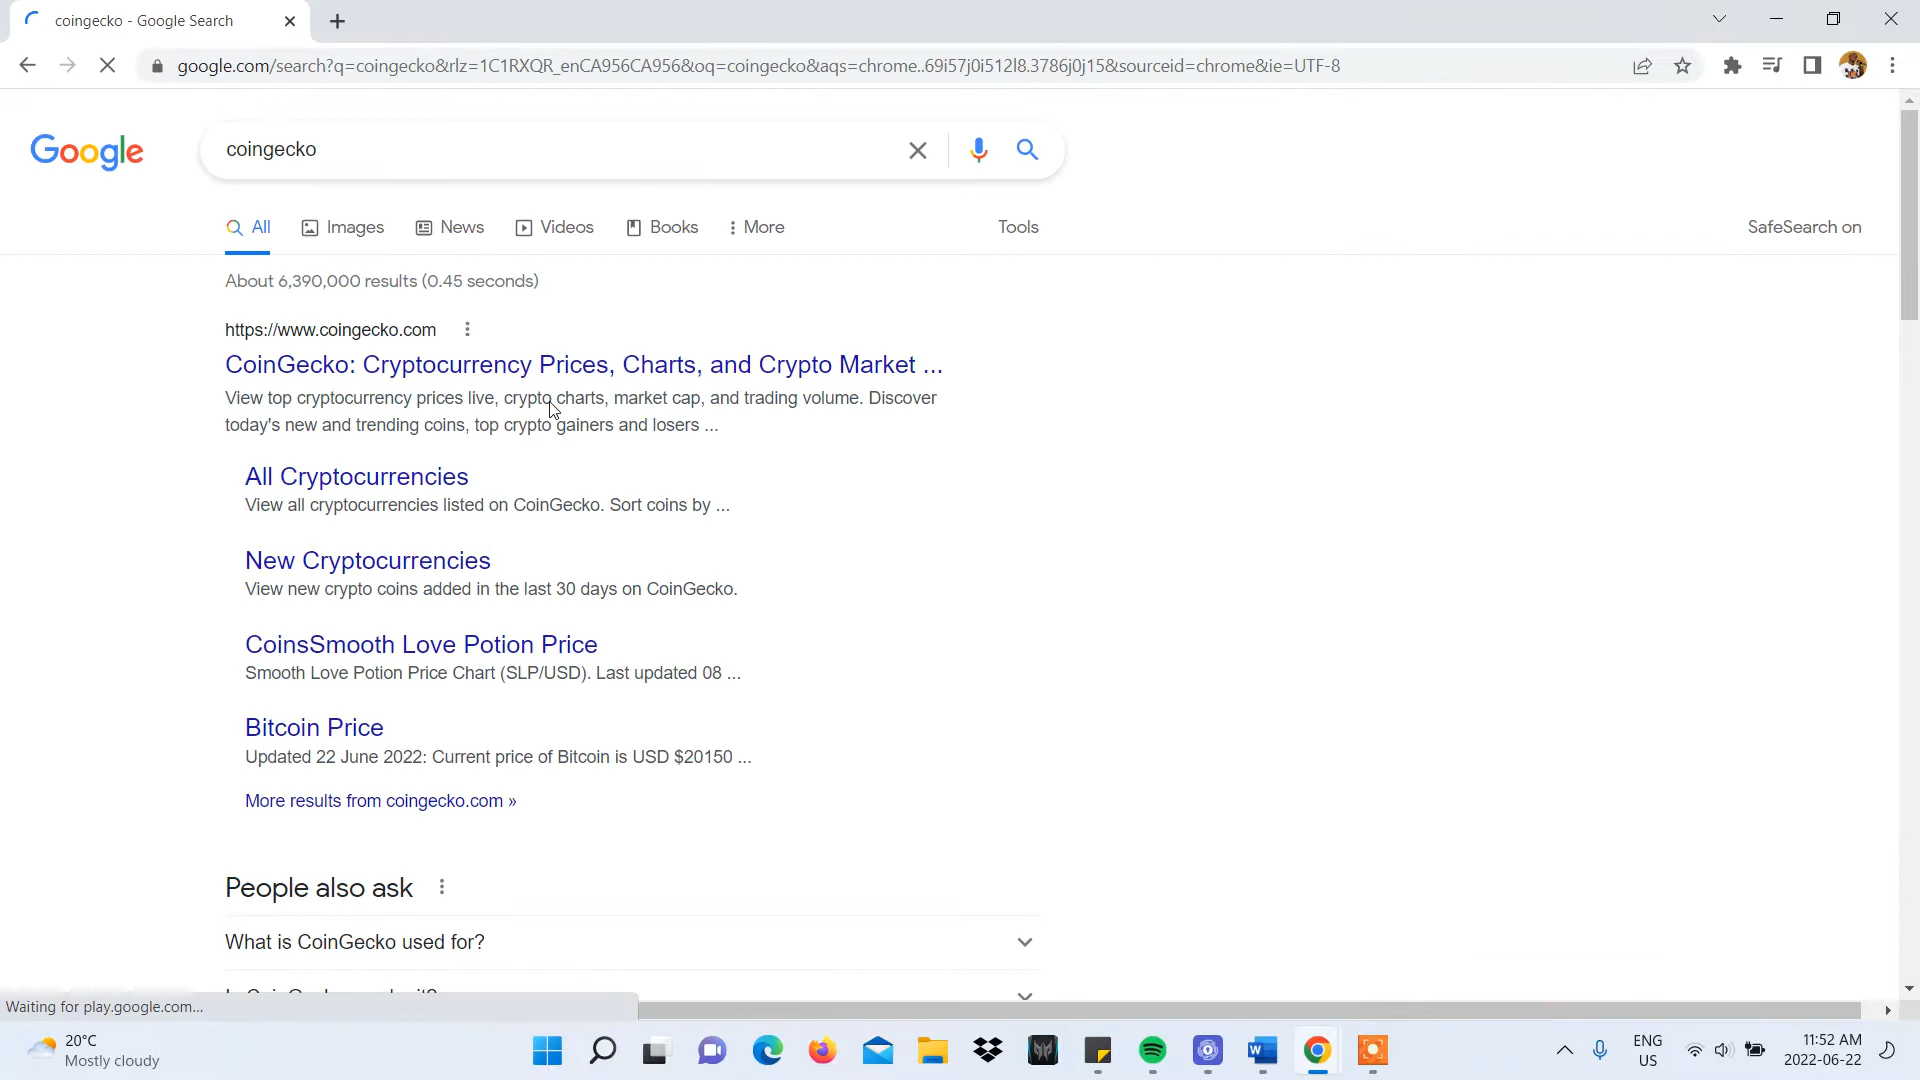 coingecko - Google Search
google.com/search?q=coingecko&rlz=1C1RXQR_enCA956CA956&oq=coingecko&aqs=chrome..69i57j0i512l8.3786j0j15&sourceid=chrome&ie=UTF-8
Google
coingecko
All Images News Videos Books More Tools SafeSearch on
About 6,390,000 results (0.45 seconds)
https://www.coingecko.com
CoinGecko: Cryptocurrency Prices, Charts, and Crypto Market ...
View top cryptocurrency prices live, crypto charts, market cap, and trading volume. Discover
today's new and trending coins, top crypto gainers and losers ...
All Cryptocurrencies
View all cryptocurrencies listed on CoinGecko. Sort coins by ...
New Cryptocurrencies
View new crypto coins added in the last 30 days on CoinGecko.
CoinsSmooth Love Potion Price
Smooth Love Potion Price Chart (SLP/USD). Last updated 08 ...
Bitcoin Price
Updated 22 June 2022: Current price of Bitcoin is USD $20150 ...
More results from coingecko.com »
People also ask
What is CoinGecko used for?
Waiting for play.google.com...
20°C
Mostly cloudy
ENG
US
11:52 AM
2022-06-22